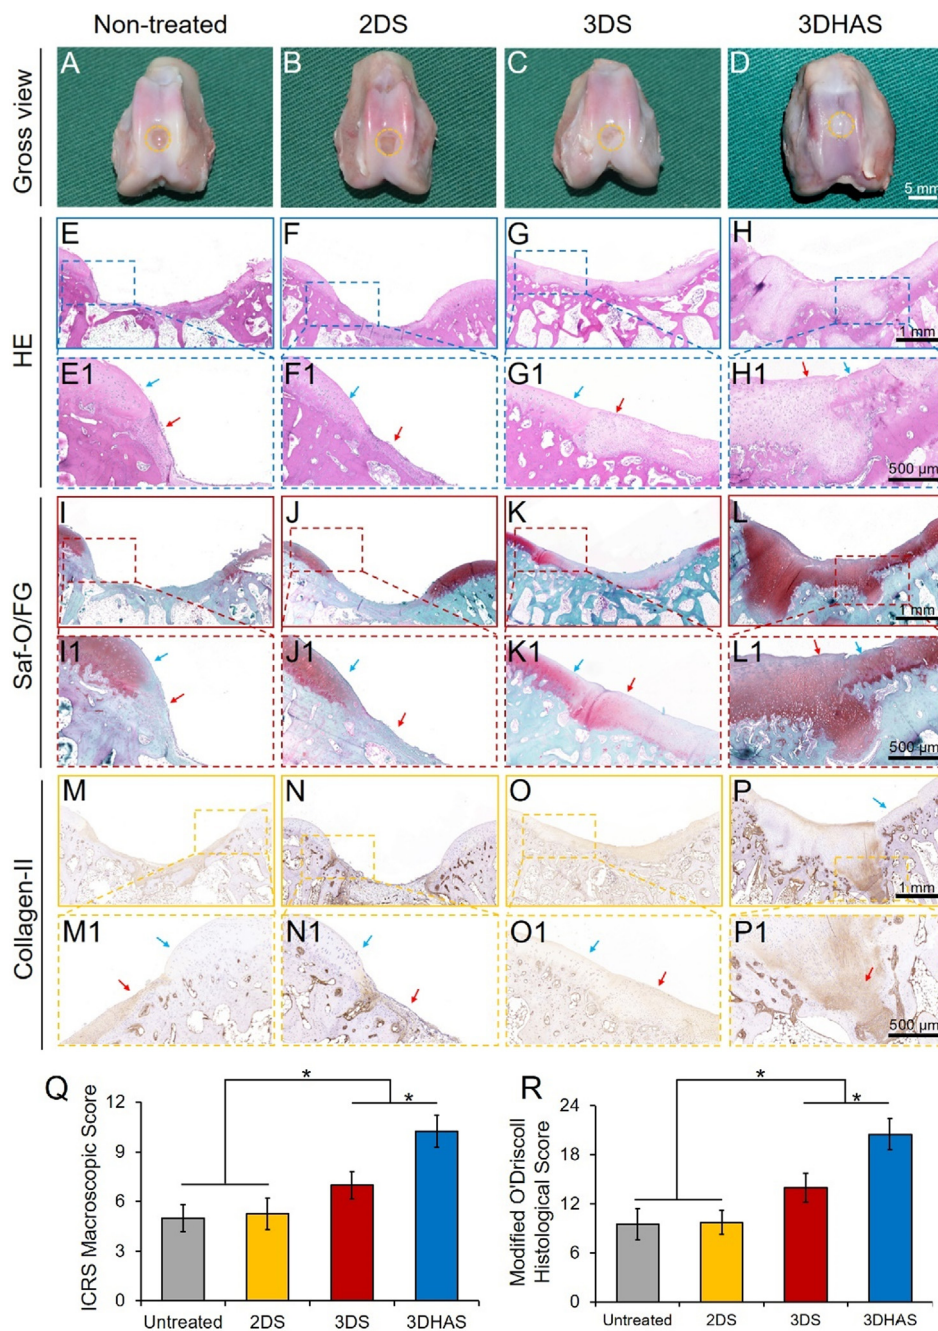 Non-treated 2DS 3DS 3DHAS
Gross view
A B C D
5 mm
HE
E F G H
1 mm
E1 F1 G1 H1
500 μm
Saf-O/FG
I J K L
1 mm
I1 J1 K1 L1
500 μm
Collagen-II
M N O P
1 mm
M1 N1 O1 P1
500 μm
Q
ICRS Macroscopic Score
12
9
6
3
0
* *
Untreated 2DS 3DS 3DHAS
R
Modified O'Driscoll
Histological Score
24
18
12
6
0
* *
Untreated 2DS 3DS 3DHAS